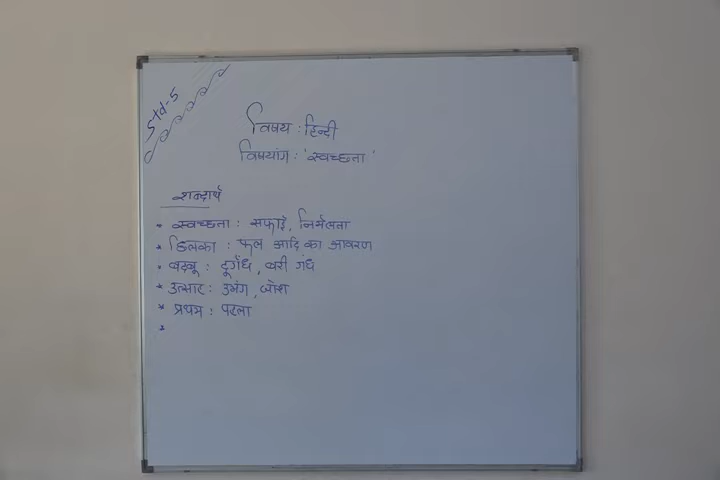 Std-5
विषय : हिन्दी
विषयांग : 'स्वच्छता'
शब्दार्थ
* स्वच्छता : सफाई, निर्मलता
* छिलका : फल आदि का आवरण
* बदबू : दुर्गंध, बुरी गंध
* उत्साह : उमंग, जोश
* प्रथम : पहला
*